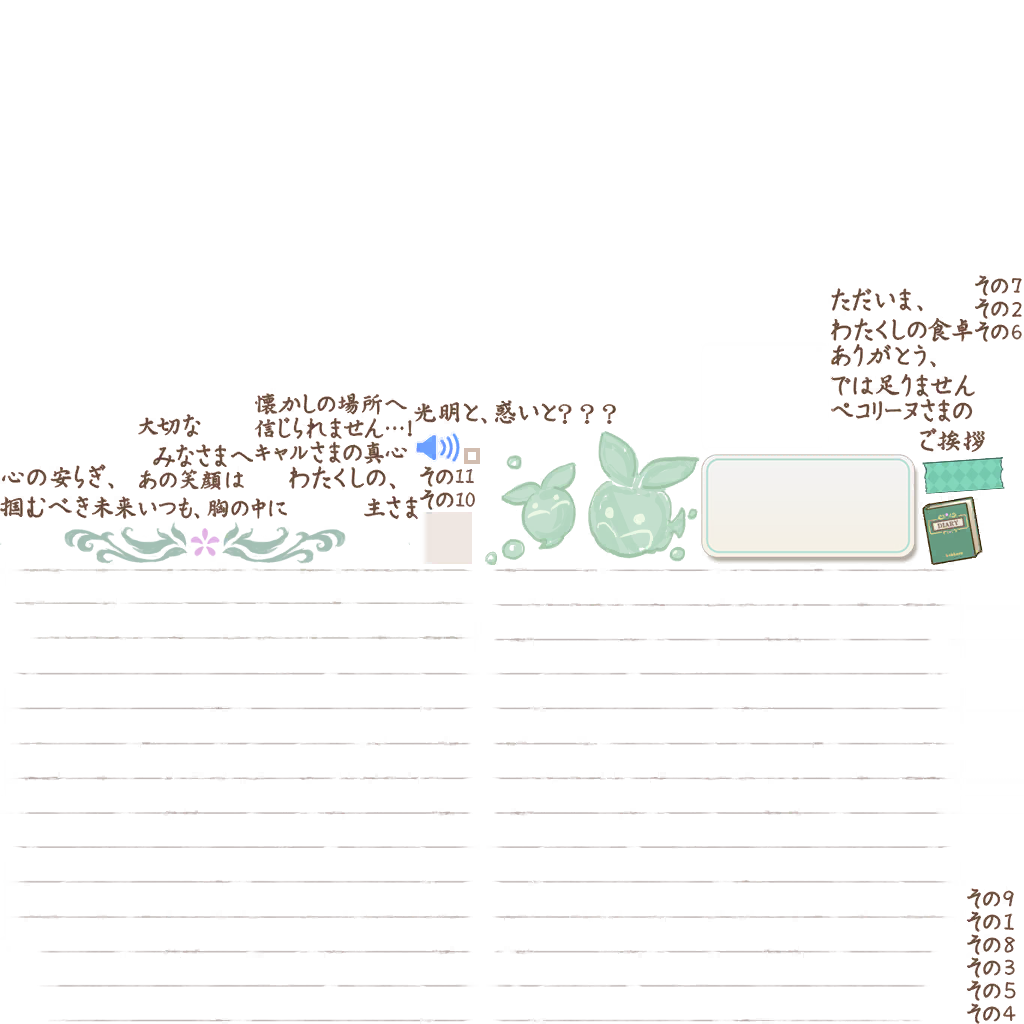 ただいま、
その7
その2
わたくしの食卓
その6
ありがとう、
では足りません
ペコリーヌさまの
ご挨拶
懐かしの場所へ
光明と、惑いと？？？
大切な
信じられません…!
みなさまへ
キャルさまの真心
心の安らぎ、
あの笑顔は
わたくしの、
その11
その10
掴むべき未来
いつも、胸の中に
主さま
DIARY
その9
その1
その8
その3
その5
その4